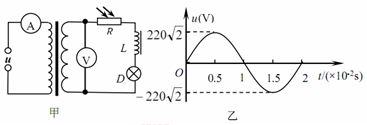 A
u
R
L
V
D
甲
u(V)
220√2
O
0.5 1 1.5 2
t/(×10⁻²s)
-220√2
乙